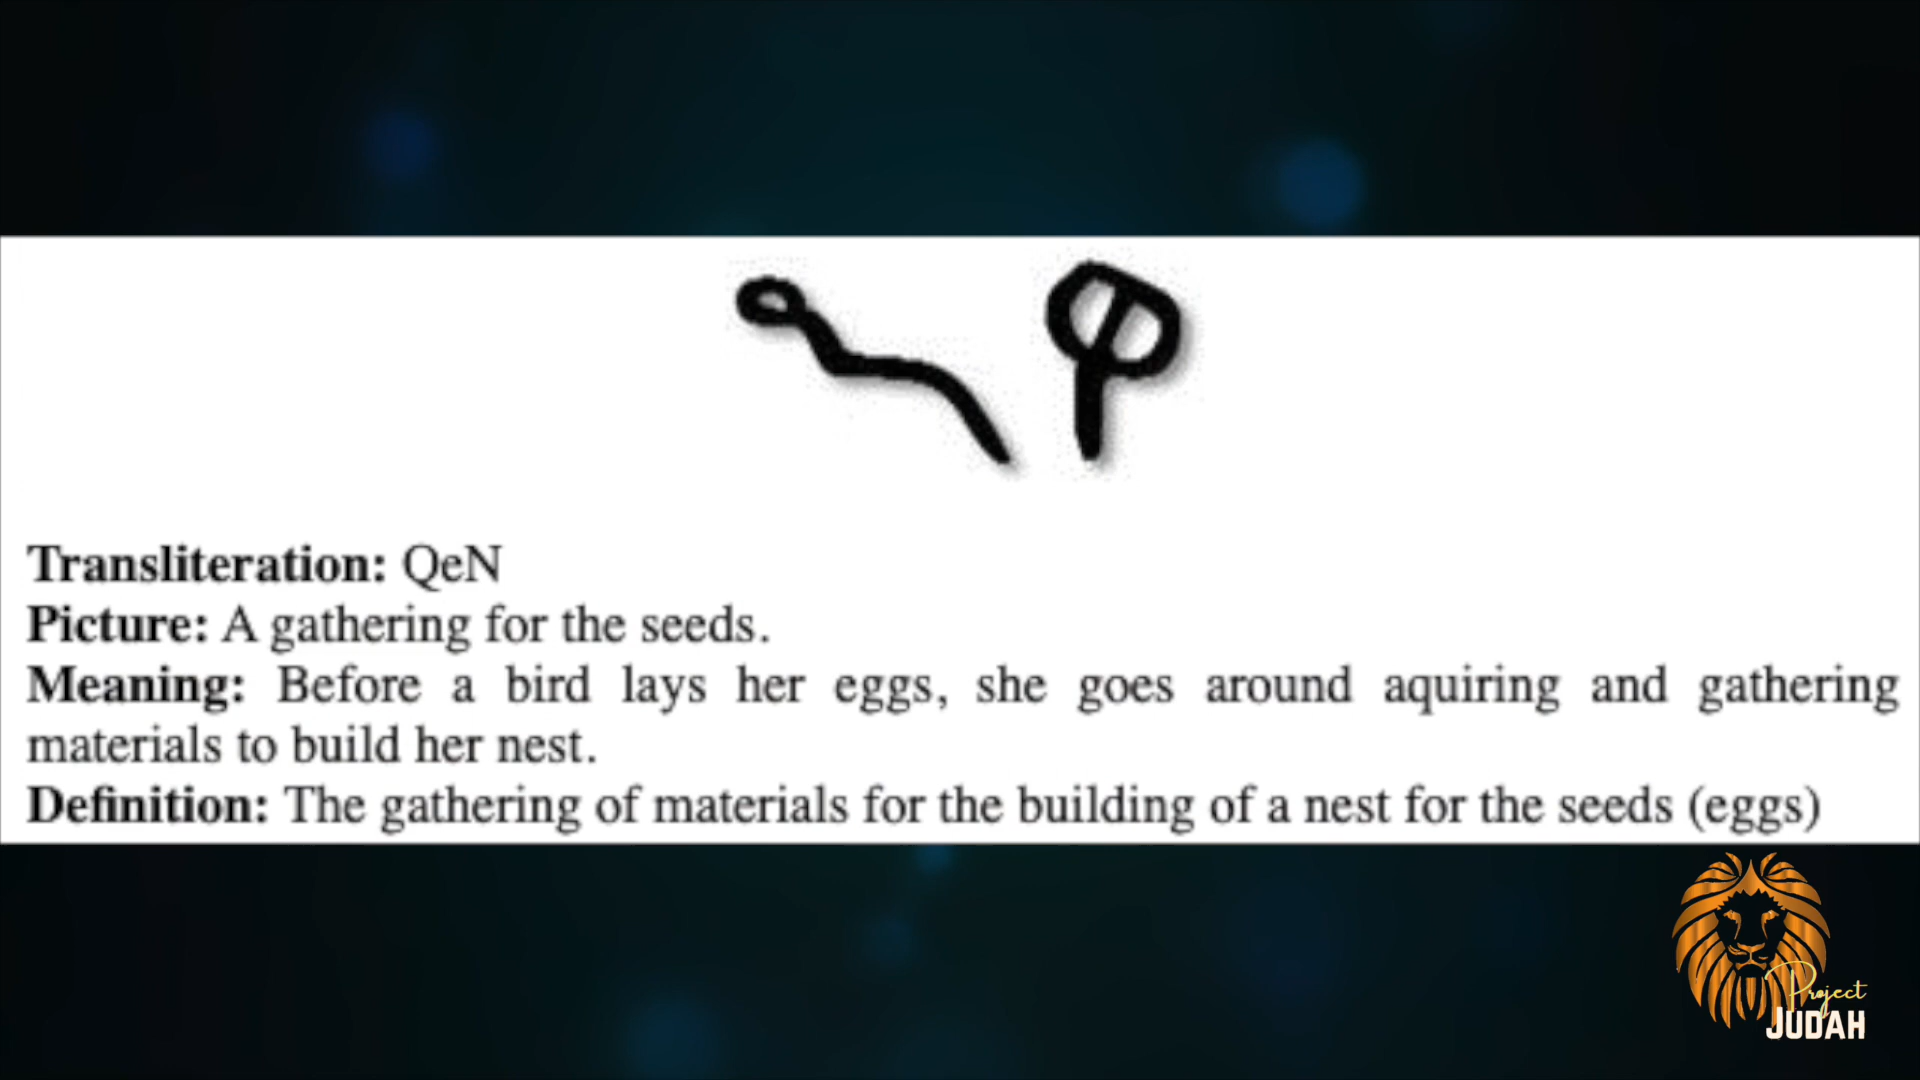 Transliteration: QeN
Picture: A gathering for the seeds.
Meaning: Before a bird lays her eggs, she goes around aquiring and gathering
materials to build her nest.
Definition: The gathering of materials for the building of a nest for the seeds (eggs)
Project
JUDAH